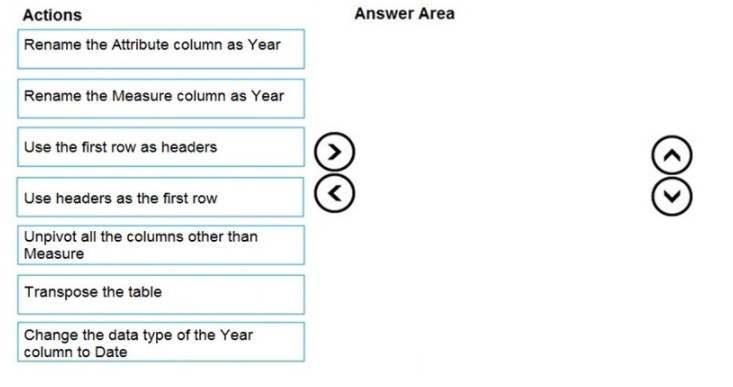 Actions
Answer Area
Rename the Attribute column as Year
Rename the Measure column as Year
Use the first row as headers
Use headers as the first row
Unpivot all the columns other than
Measure
Transpose the table
Change the data type of the Year
column to Date